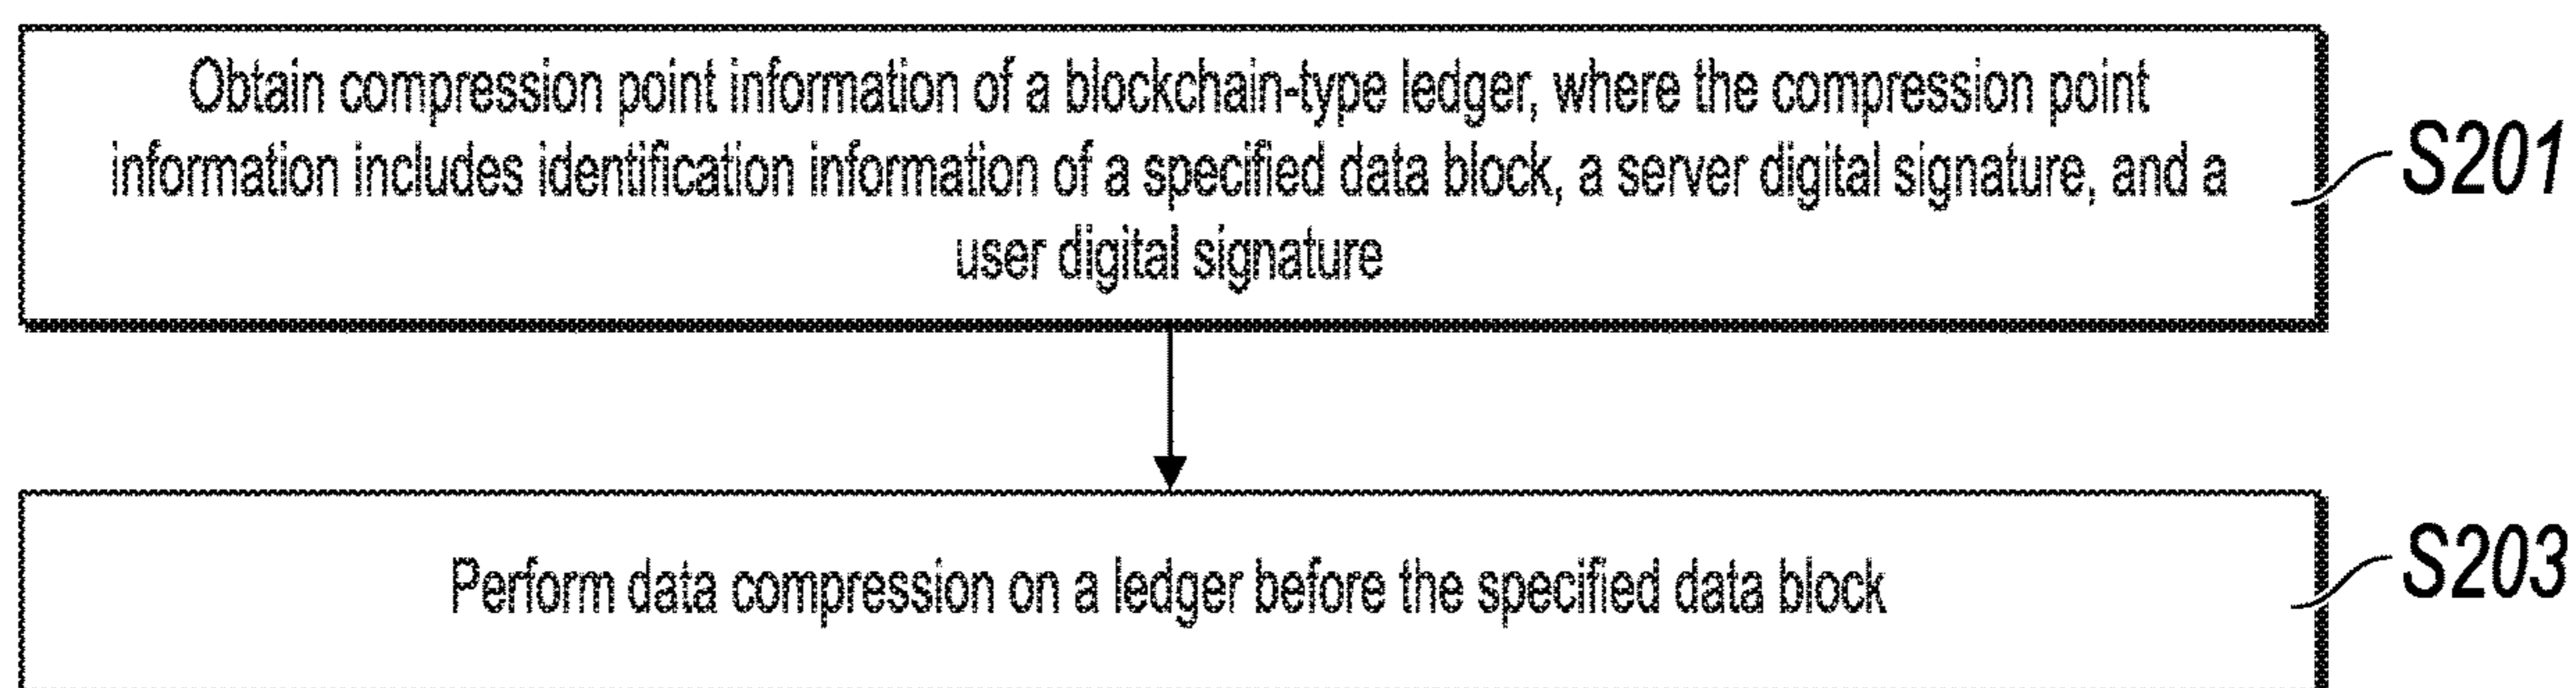 Obtain compression point information of a blockchain-type ledger, where the compression point
information includes identification information of a specified data block, a server digital signature, and a
user digital signature
S201
Perform data compression on a ledger before the specified data block
S203